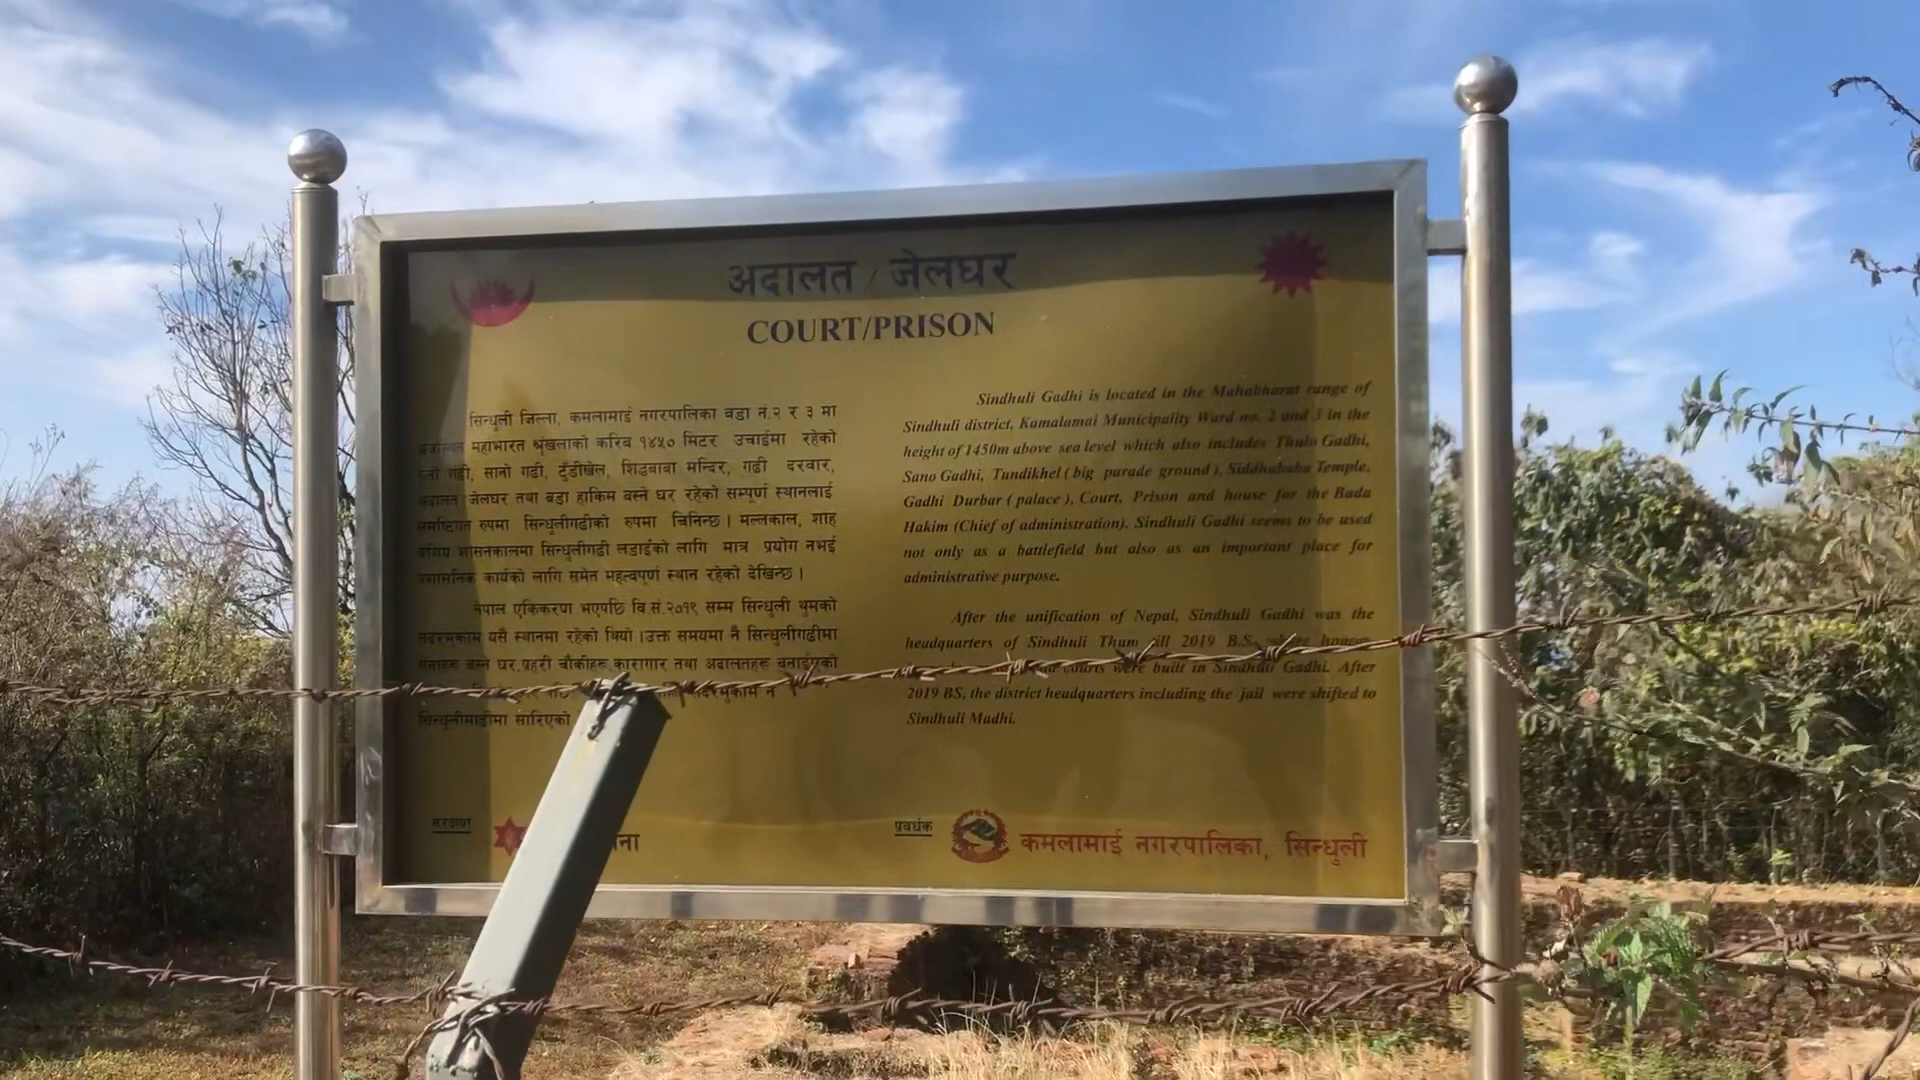 अदालत / जेलघर
COURT/PRISON
सिन्धुली जिल्ला, कमलामाई नगरपालिका वडा नं.२ र ३ मा
महाभारत श्रृंखलाको करिब १४५० मिटर उचाईमा रहेको
गढी, सानो गढी, टुँडीखेल, शिद्धबाबा मन्दिर, गढी दरवार,
अदालत जेलघर तथा बडा हाकिम बस्ने घर रहेको सम्पूर्ण स्थानलाई
रुपमा सिन्धुलीगढीको रुपमा चिनिन्छ। मल्लकाल, शाह
शासनकालमा सिन्धुलीगढी लडाईंको लागि मात्र प्रयोग नभई
प्रशासनिक कार्यको लागि समेत महत्वपूर्ण स्थान रहेको देखिन्छ।
नेपाल एकिकरण भएपछि वि.सं.२०१९ सम्म सिन्धुली थुमको
सदरमुकाम यसै स्थानमा रहेको थियो।उक्त समयमा नै सिन्धुलीगढीमा
बस्ने घर,प्रहरी चौकीहरू,कारागार तथा अदालतहरू बनाईएको
पछि
सिन्धुलीमाढीमा सारिएको
Sindhuli Gadhi is located in the Mahabharat range of
Sindhuli district, Kamalamai Municipality Ward no. 2 and 3 in the
height of 1450m above sea level which also includes Thulo Gadhi,
Sano Gadhi, Tundikhel ( big parade ground ), Siddhababa Temple,
Gadhi Durbar ( palace ), Court, Prison and house for the Bada
Hakim (Chief of administration). Sindhuli Gadhi seems to be used
not only as a battlefield but also as an important place for
administrative purpose.
After the unification of Nepal, Sindhuli Gadhi was the
headquarters of Sindhuli Thum till 2019 B.S. where houses
courts were built in Sindhuli Gadhi. After
2019 BS, the district headquarters including the jail were shifted to
Sindhuli Madhi.
संरक्षण
प्रवर्धक
कमलामाई नगरपालिका, सिन्धुली